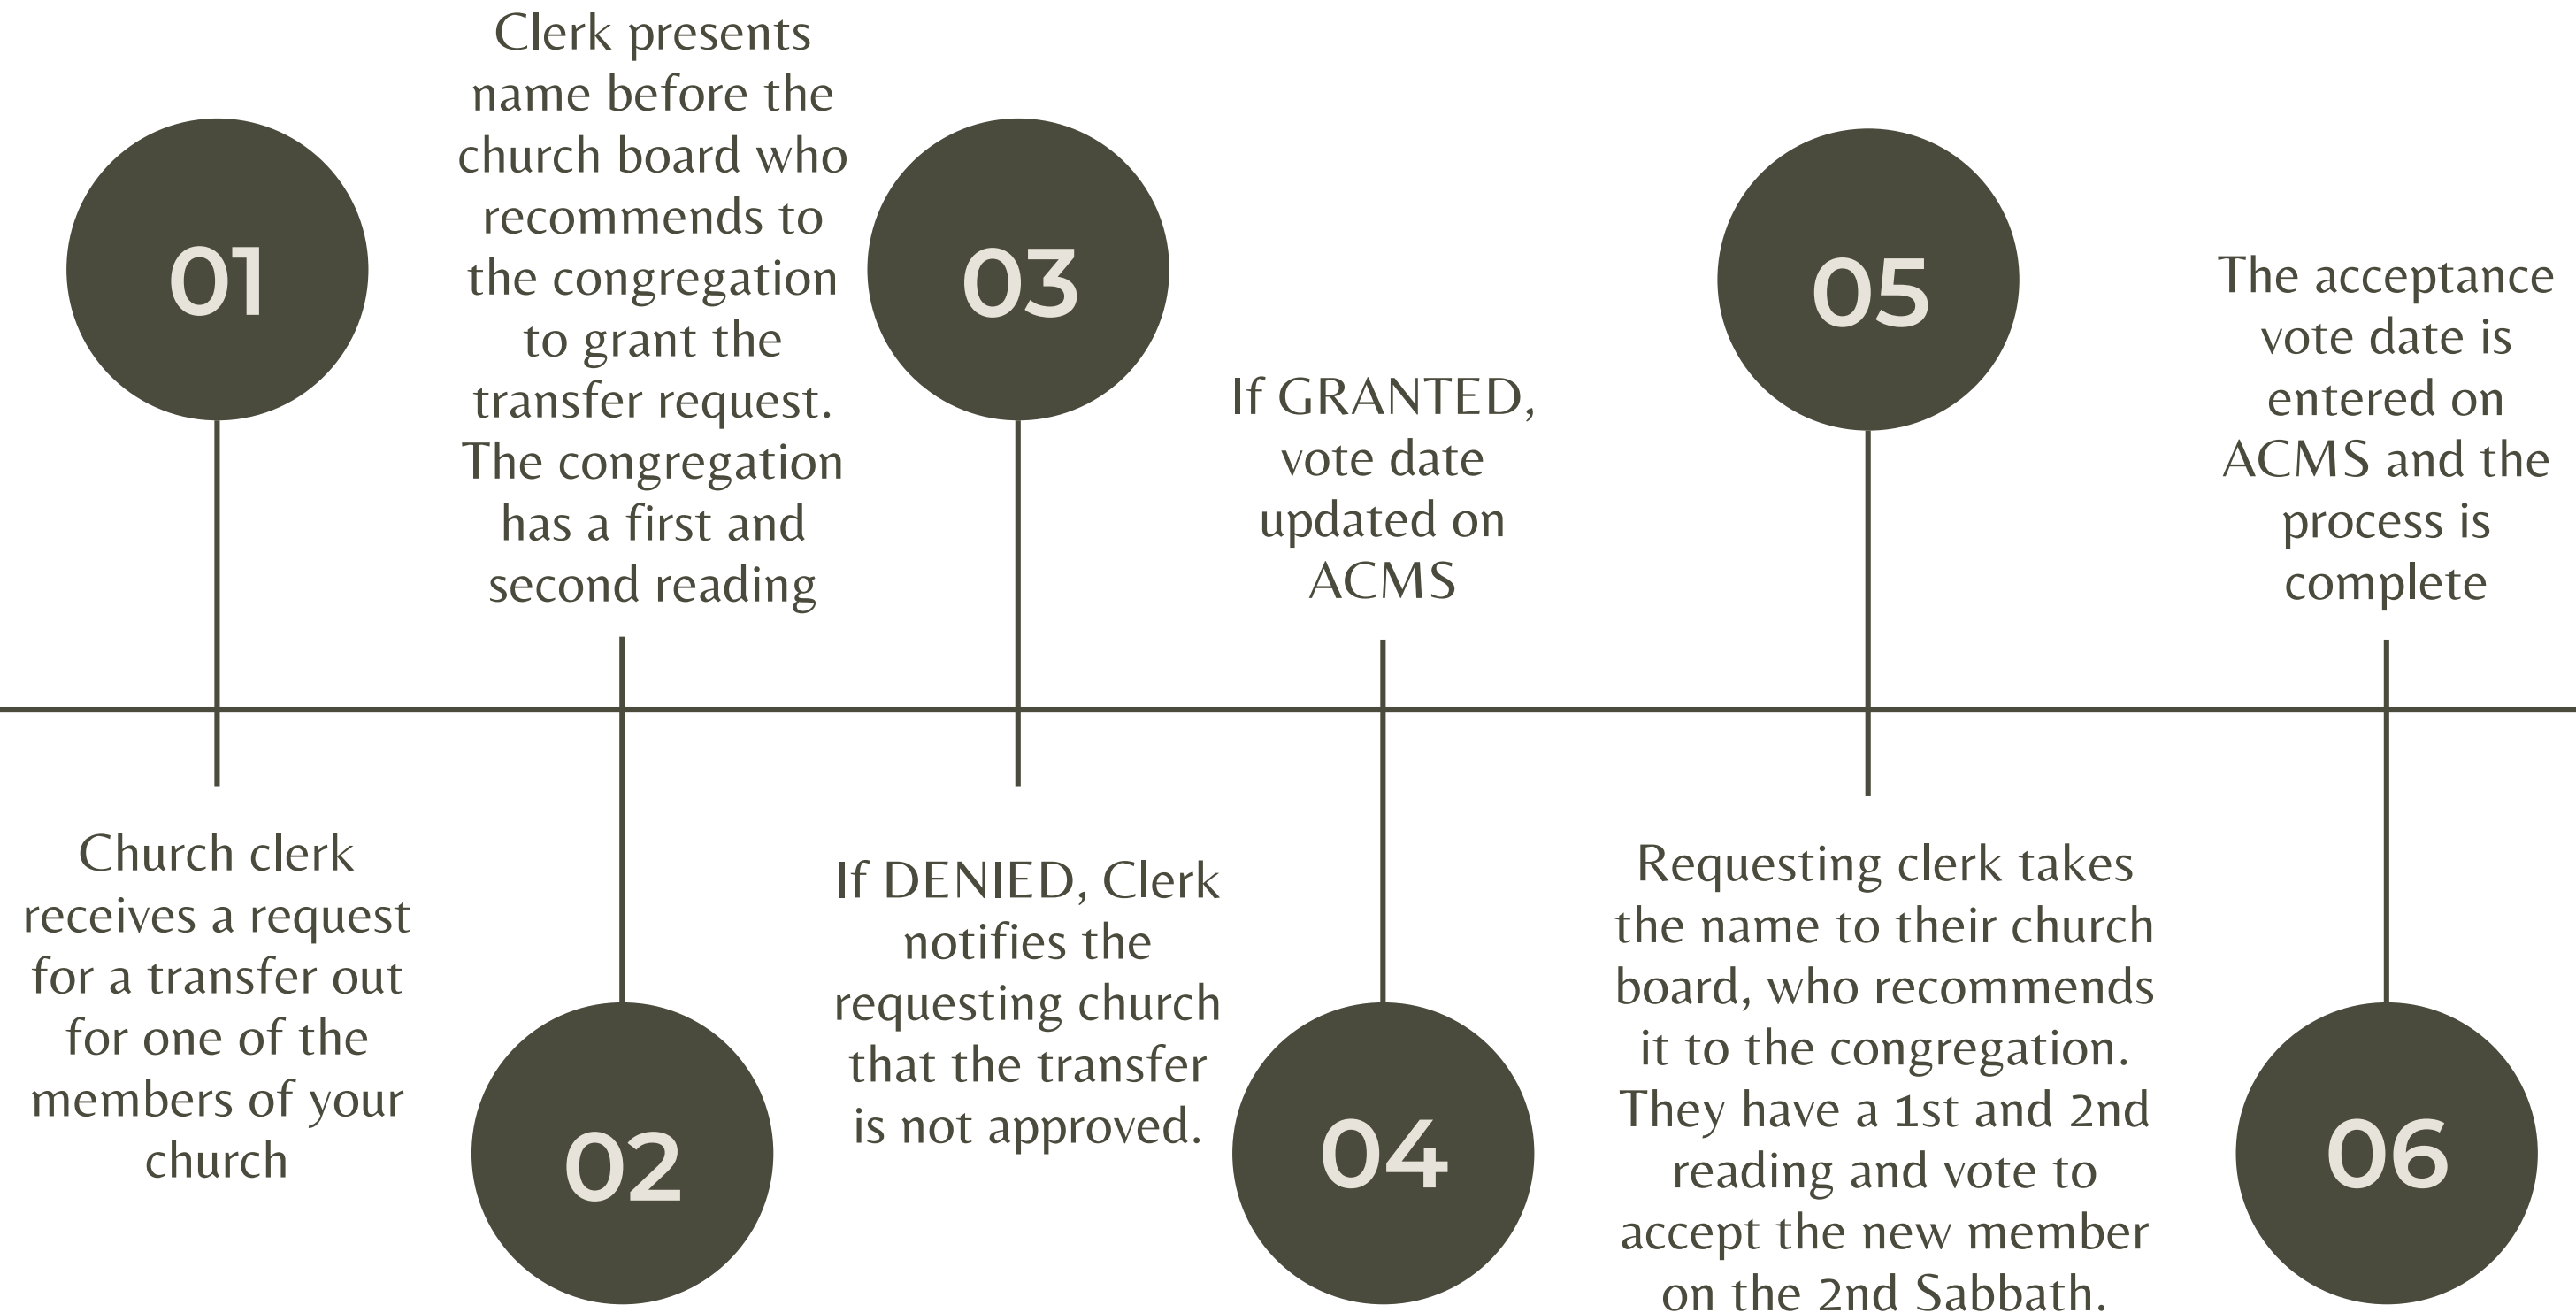 01
Church clerk
receives a request
for a transfer out
for one of the
members of your
church
Clerk presents
name before the
church board who
recommends to
the congregation
to grant the
transfer request.
The congregation
has a first and
second reading
02
03
If DENIED, Clerk
notifies the
requesting church
that the transfer
is not approved.
If GRANTED,
vote date
updated on
ACMS
04
05
Requesting clerk takes
the name to their church
board, who recommends
it to the congregation.
They have a 1st and 2nd
reading and vote to
accept the new member
on the 2nd Sabbath.
The acceptance
vote date is
entered on
ACMS and the
process is
complete
06